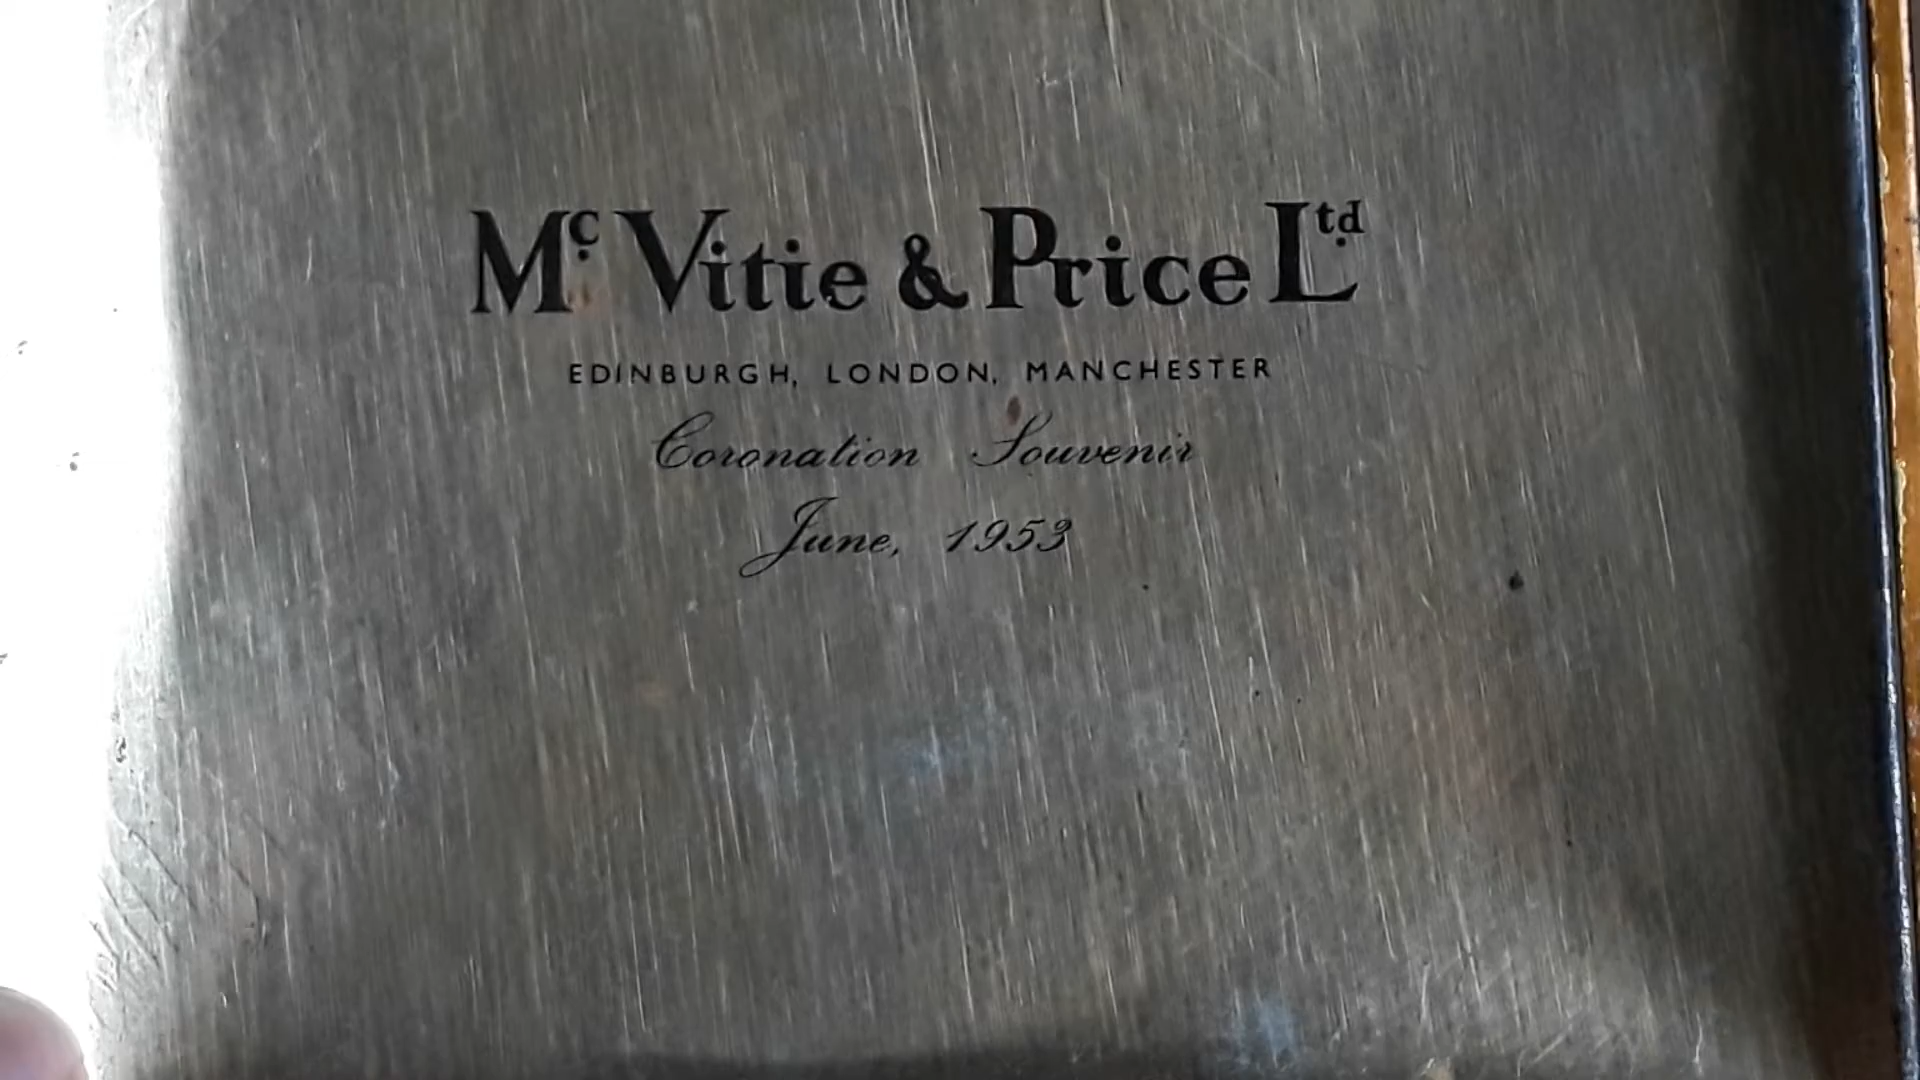 Mc Vitie & Price Ltd
EDINBURGH, LONDON, MANCHESTER
Coronation Souvenir
June, 1953